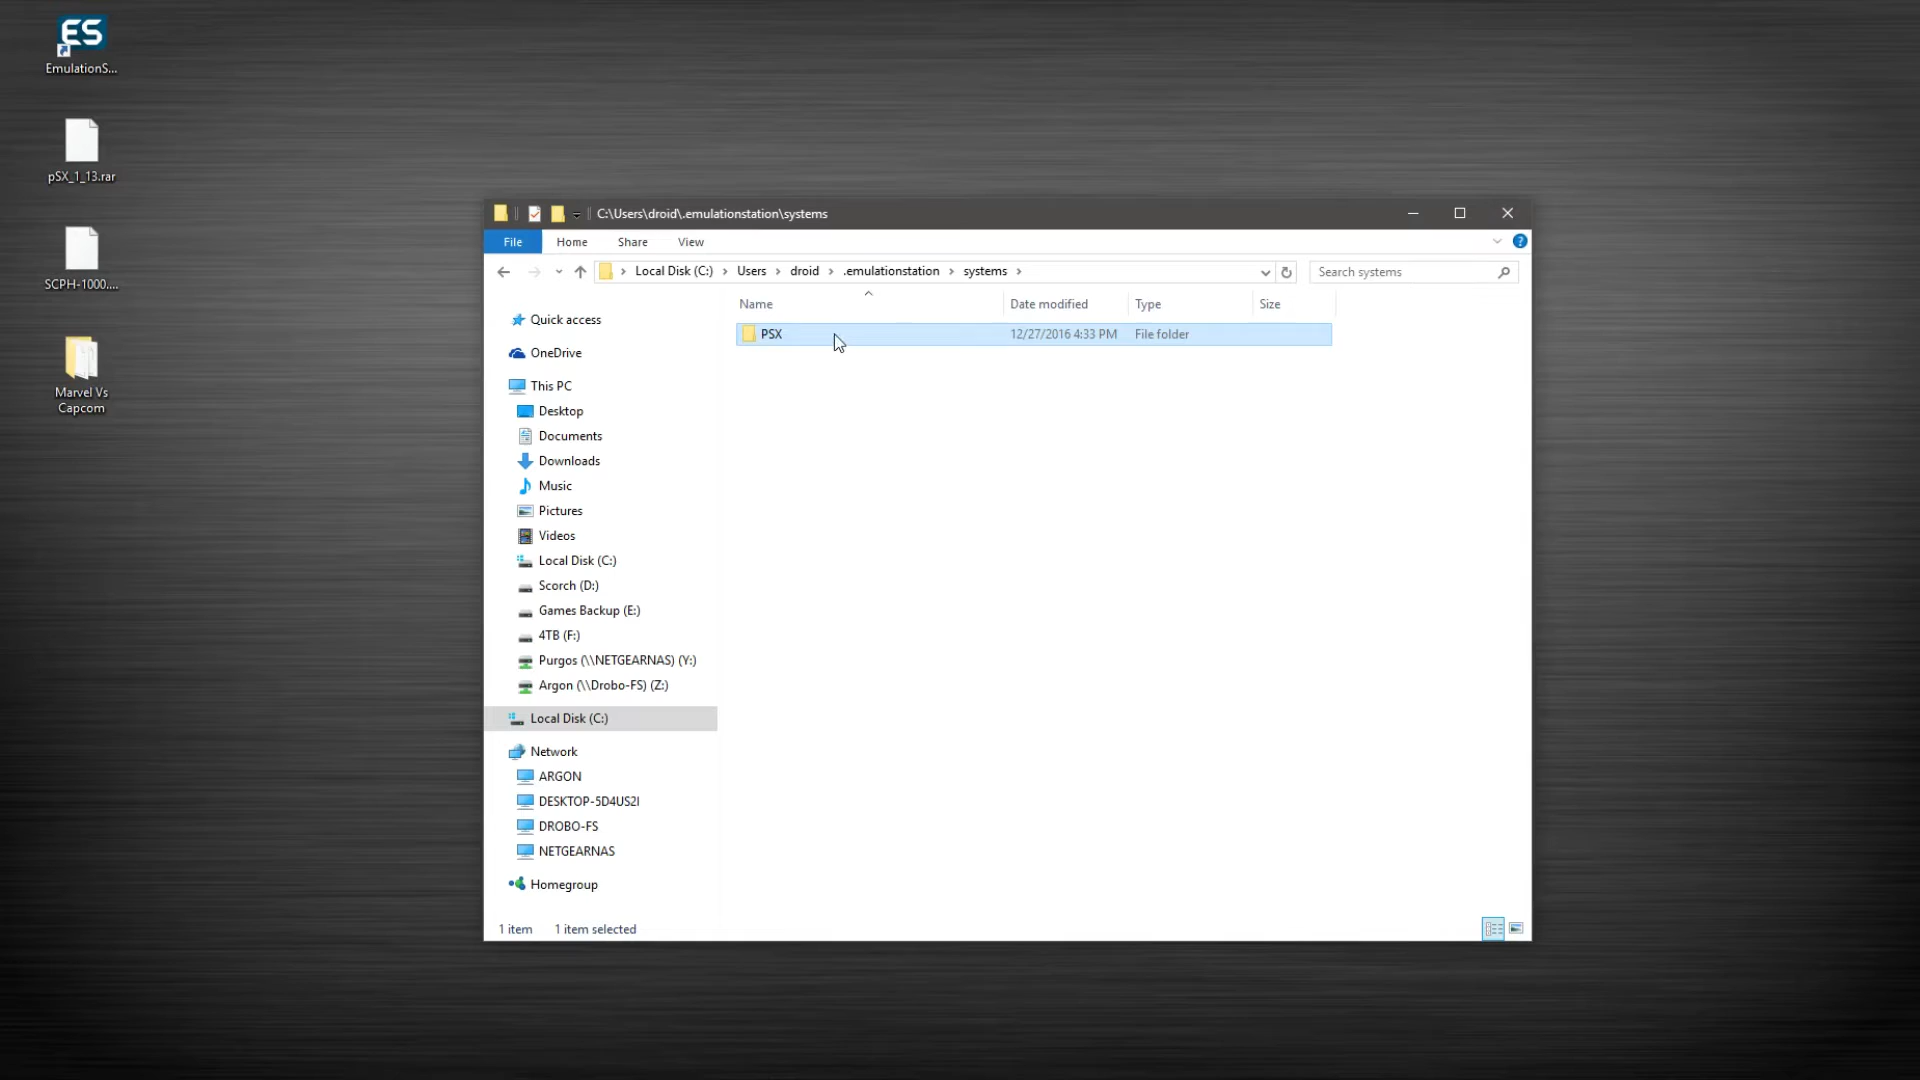 ES
EmulationS...
pSX_1_13.rar
SCPH-1000....
Marvel Vs
Capcom
C:\Users\droid\.emulationstation\systems
File
Home
Share
View
Local Disk (C:)
Users
droid
.emulationstation
systems
Search systems
Name
Date modified
Type
Size
PSX
12/27/2016 4:33 PM
File folder
Quick access
OneDrive
This PC
Desktop
Documents
Downloads
Music
Pictures
Videos
Local Disk (C:)
Scorch (D:)
Games Backup (E:)
4TB (F:)
Purgos (\\NETGEARNAS) (Y:)
Argon (\\Drobo-FS) (Z:)
Local Disk (C:)
Network
ARGON
DESKTOP-5D4US2I
DROBO-FS
NETGEARNAS
Homegroup
1 item
1 item selected